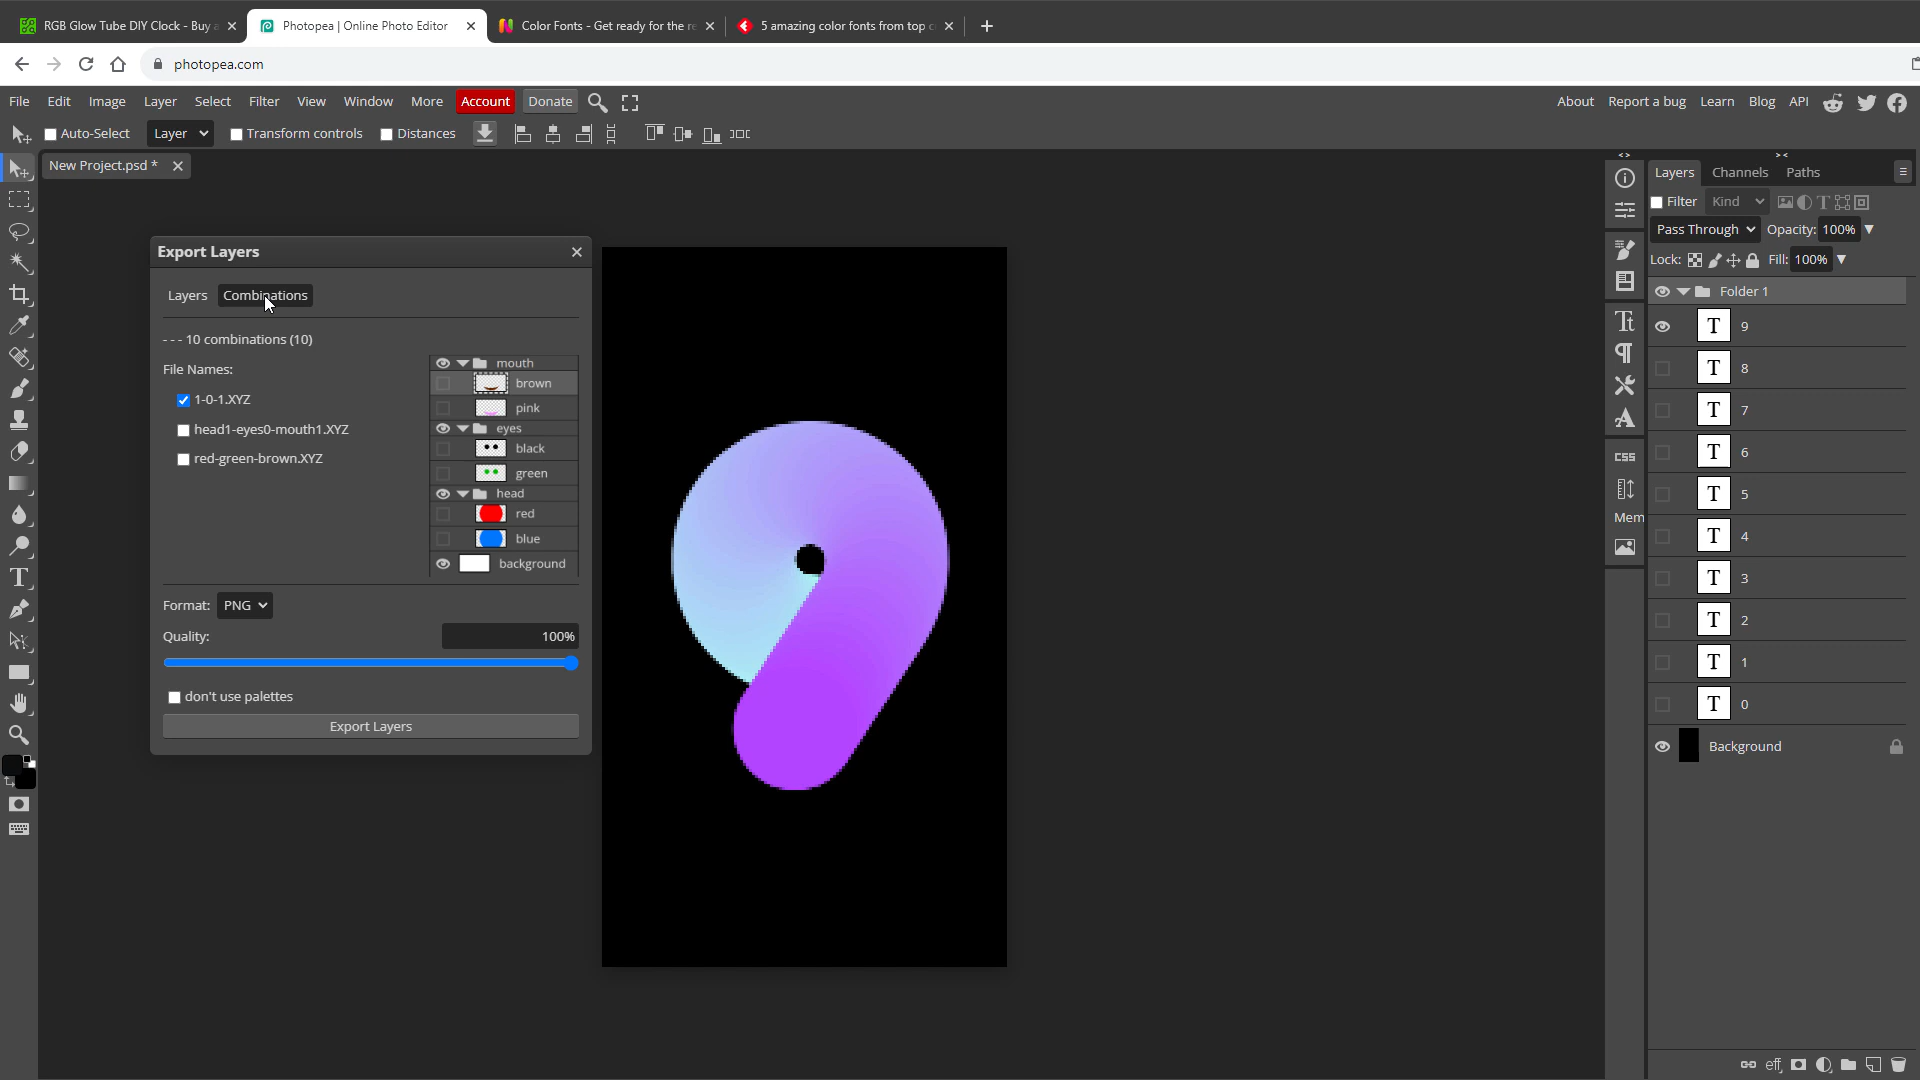 RGB Glow Tube DIY Clock - Buy a
Photopea | Online Photo Editor
Color Fonts - Get ready for the re
5 amazing color fonts from top c
photopea.com
File Edit Image Layer Select Filter View Window More Account Donate
About Report a bug Learn Blog API
Auto-Select Layer Transform controls Distances
New Project.psd *
Export Layers
Layers Combinations
- - - 10 combinations (10)
File Names:
1-0-1.XYZ
head1-eyes0-mouth1.XYZ
red-green-brown.XYZ
mouth
brown
pink
eyes
black
green
head
red
blue
background
Format: PNG
Quality: 100%
don't use palettes
Export Layers
9
CSS
Mem
Layers Channels Paths
Filter Kind
Pass Through Opacity: 100%
Lock: Fill: 100%
Folder 1
T 9
T 8
T 7
T 6
T 5
T 4
T 3
T 2
T 1
T 0
Background
eff